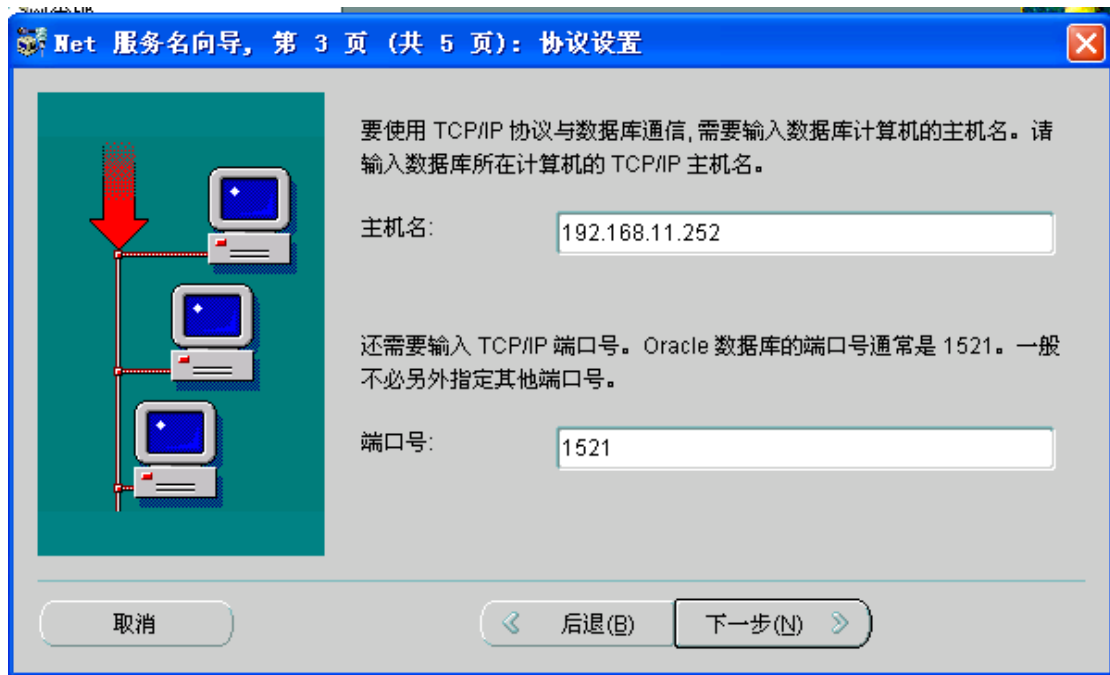 Net 服务名向导, 第 3 页 (共 5 页): 协议设置
要使用 TCP/IP 协议与数据库通信,需要输入数据库计算机的主机名。请
输入数据库所在计算机的 TCP/IP 主机名。
主机名: 192.168.11.252
还需要输入 TCP/IP 端口号。Oracle 数据库的端口号通常是 1521。一般
不必另外指定其他端口号。
端口号: 1521
取消 后退(B) 下一步(N)